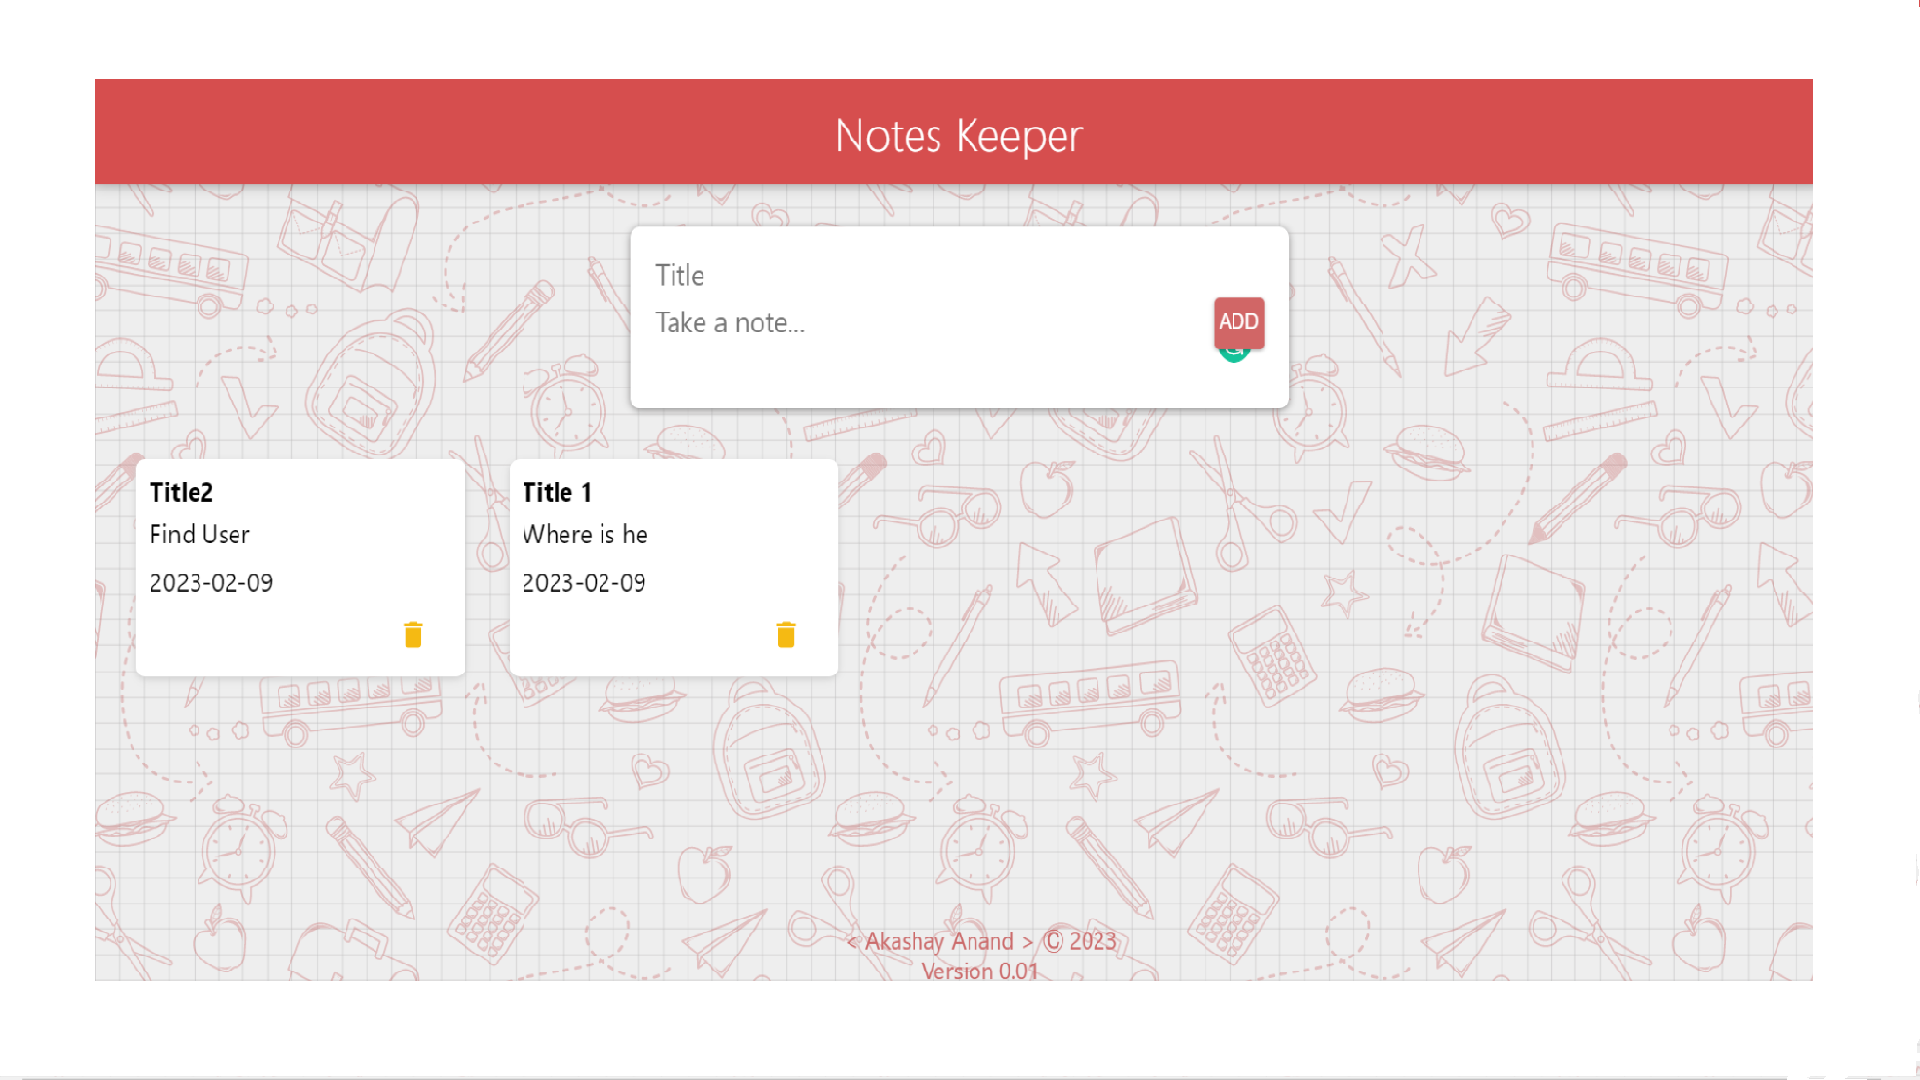 Notes Keeper
Title
Take a note...
ADD
Title2
Find User
2023-02-09
Title 1
Where is he
2023-02-09
< Akashay Anand > © 2023
Version 0.01